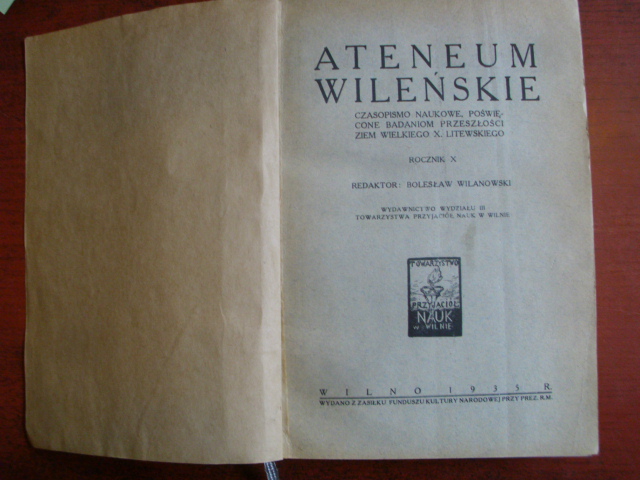 ATENEUM
WILEŃSKIE
CZASOPISMO NAUKOWE, POŚWIĘ-
CONE BADANIOM PRZESZŁOŚCI
ZIEM WIELKIEGO X. LITEWSKIEGO
ROCZNIK X
REDAKTOR: BOLESŁAW WILANOWSKI
WYDAWNICTWO WYDZIAŁU III
TOWARZYSTWA PRZYJACIÓŁ NAUK W WILNIE
TOWARZYSTWO
PRZYJACIÓŁ
NAUK
W WILNIE
WILNO 1935 R.
WYDANO Z ZASIŁKU FUNDUSZU KULTURY NARODOWEJ PRZY PREZ. R.M.